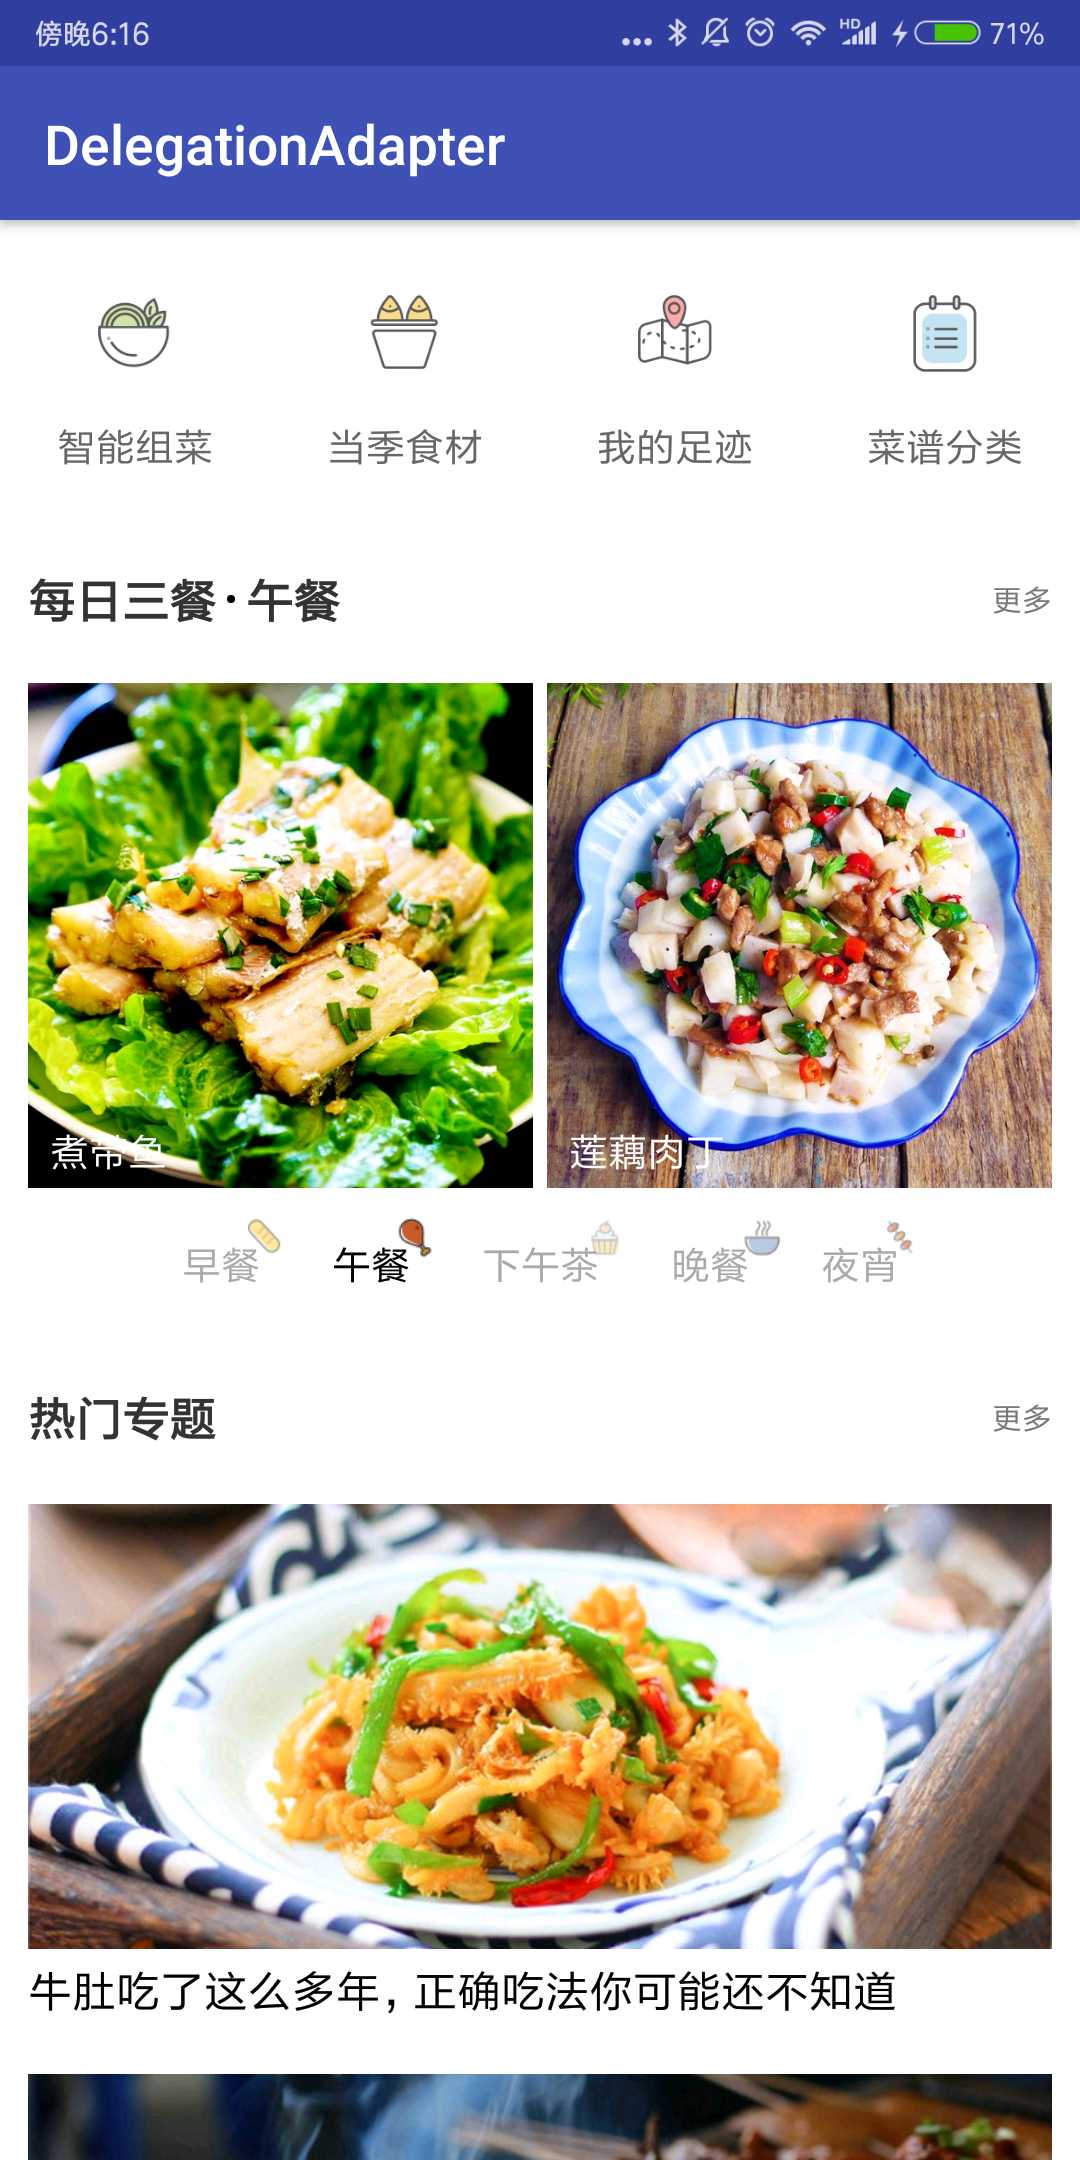 傍晚6:16
HD
71%
DelegationAdapter
智能组菜 当季食材 我的足迹 菜谱分类
每日三餐·午餐 更多
煮带鱼 莲藕肉丁
早餐 午餐 下午茶 晚餐 夜宵
热门专题 更多
牛肚吃了这么多年，正确吃法你可能还不知道